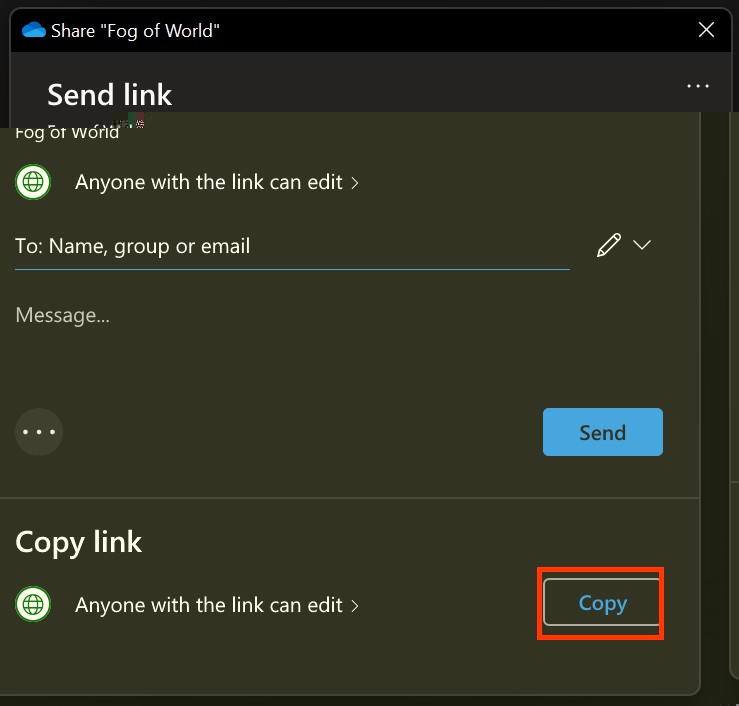 Share "Fog of World"
Send link
Fog of World
Anyone with the link can edit
To: Name, group or email
Message...
Send
Copy link
Anyone with the link can edit
Copy